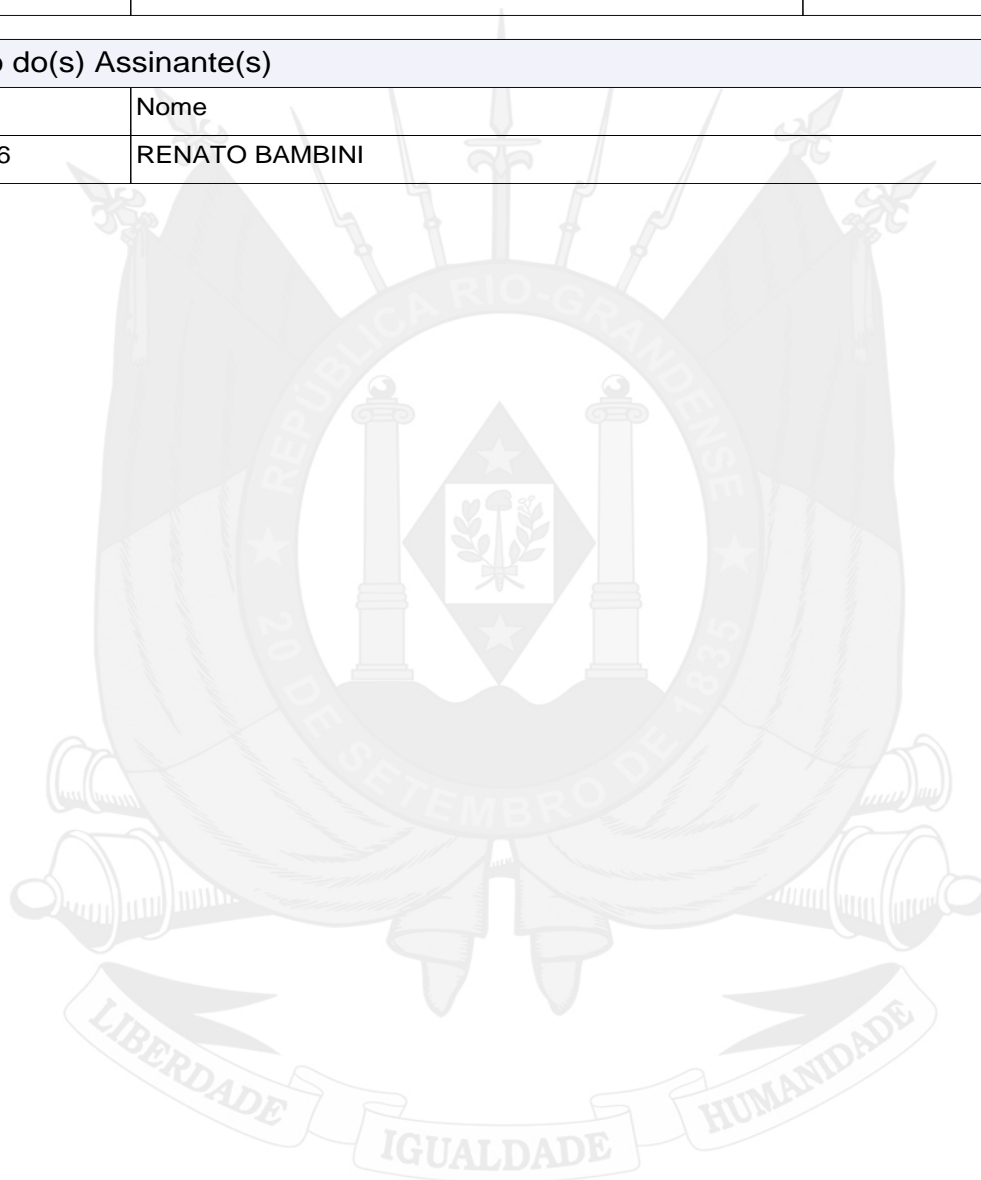 o do(s) Assinante(s)
Nome
6 RENATO BAMBINI
REPÚBLICA RIO-GRANDENSE
★ 20 DE SETEMBRO DE 1835 ★
LIBERDADE IGUALDADE HUMANIDADE